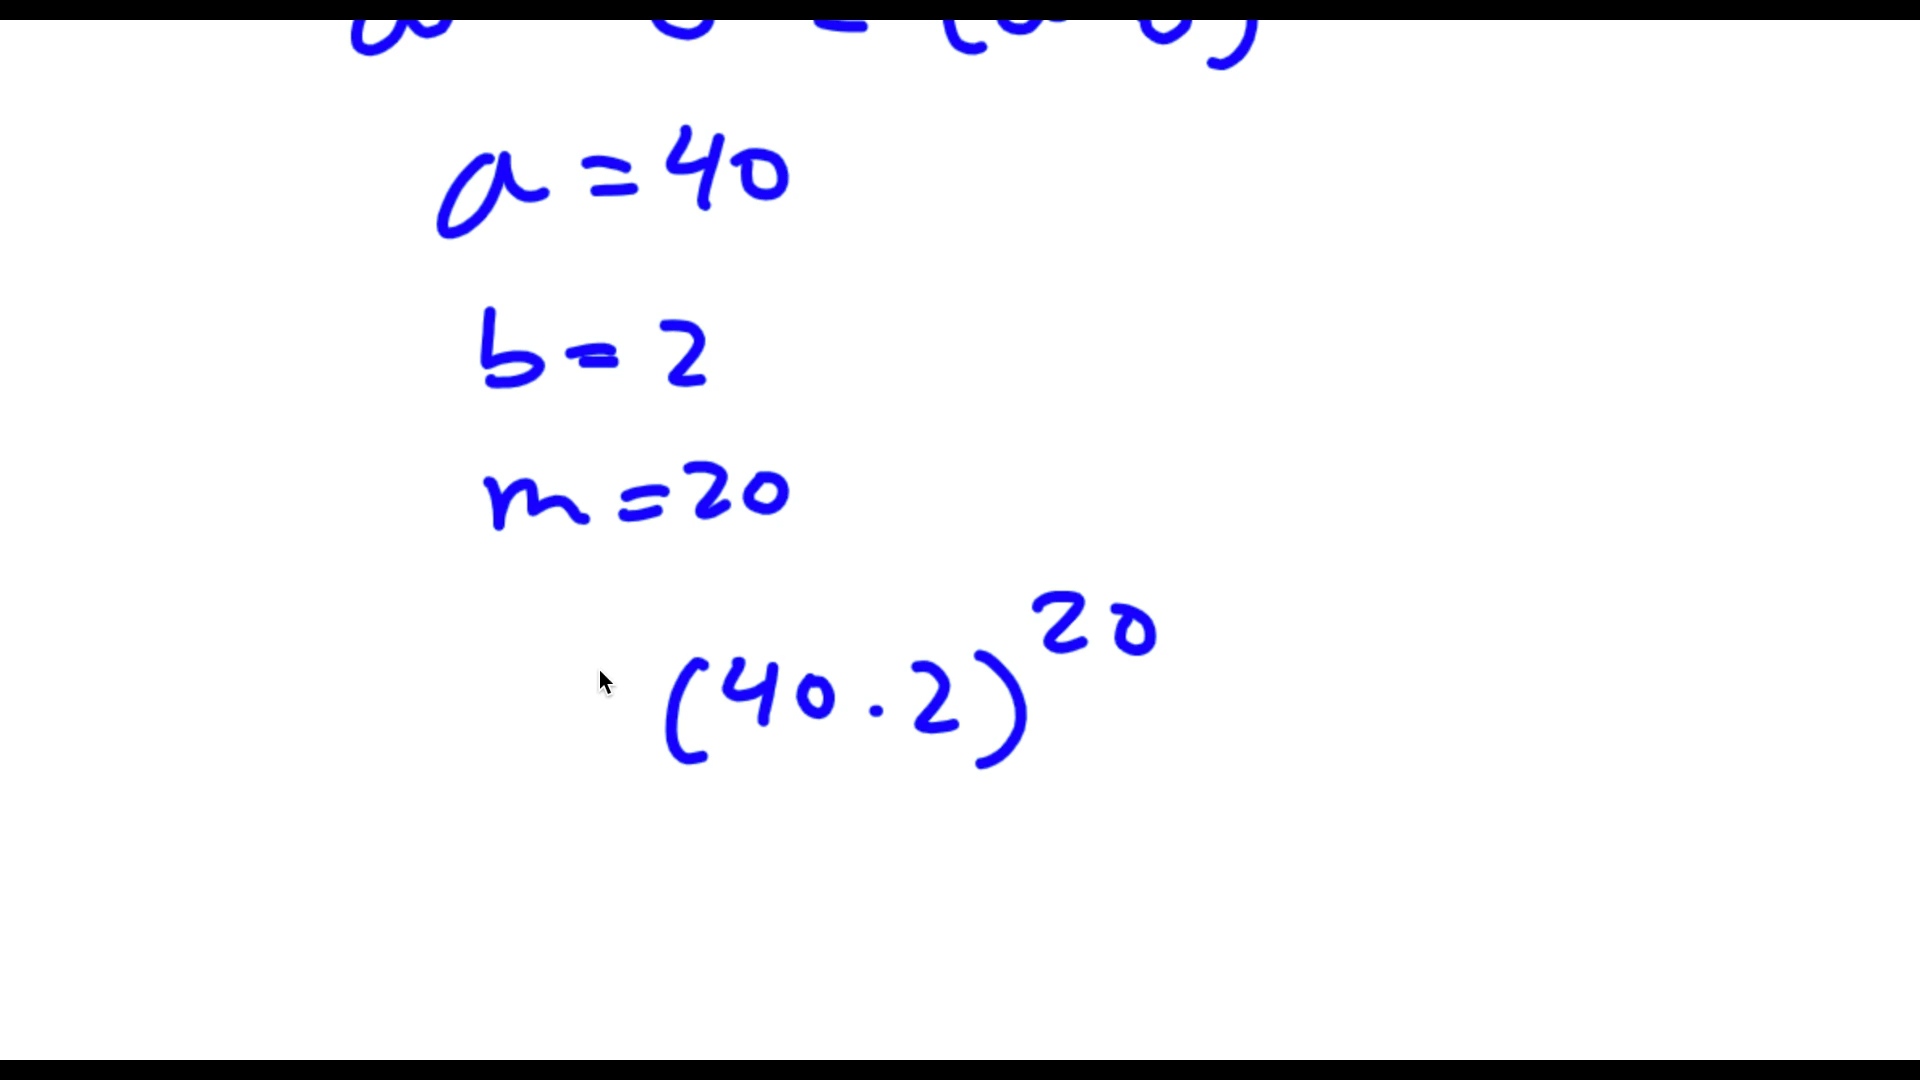 a = 40
b = 2
m = 20
(40 . 2)^20